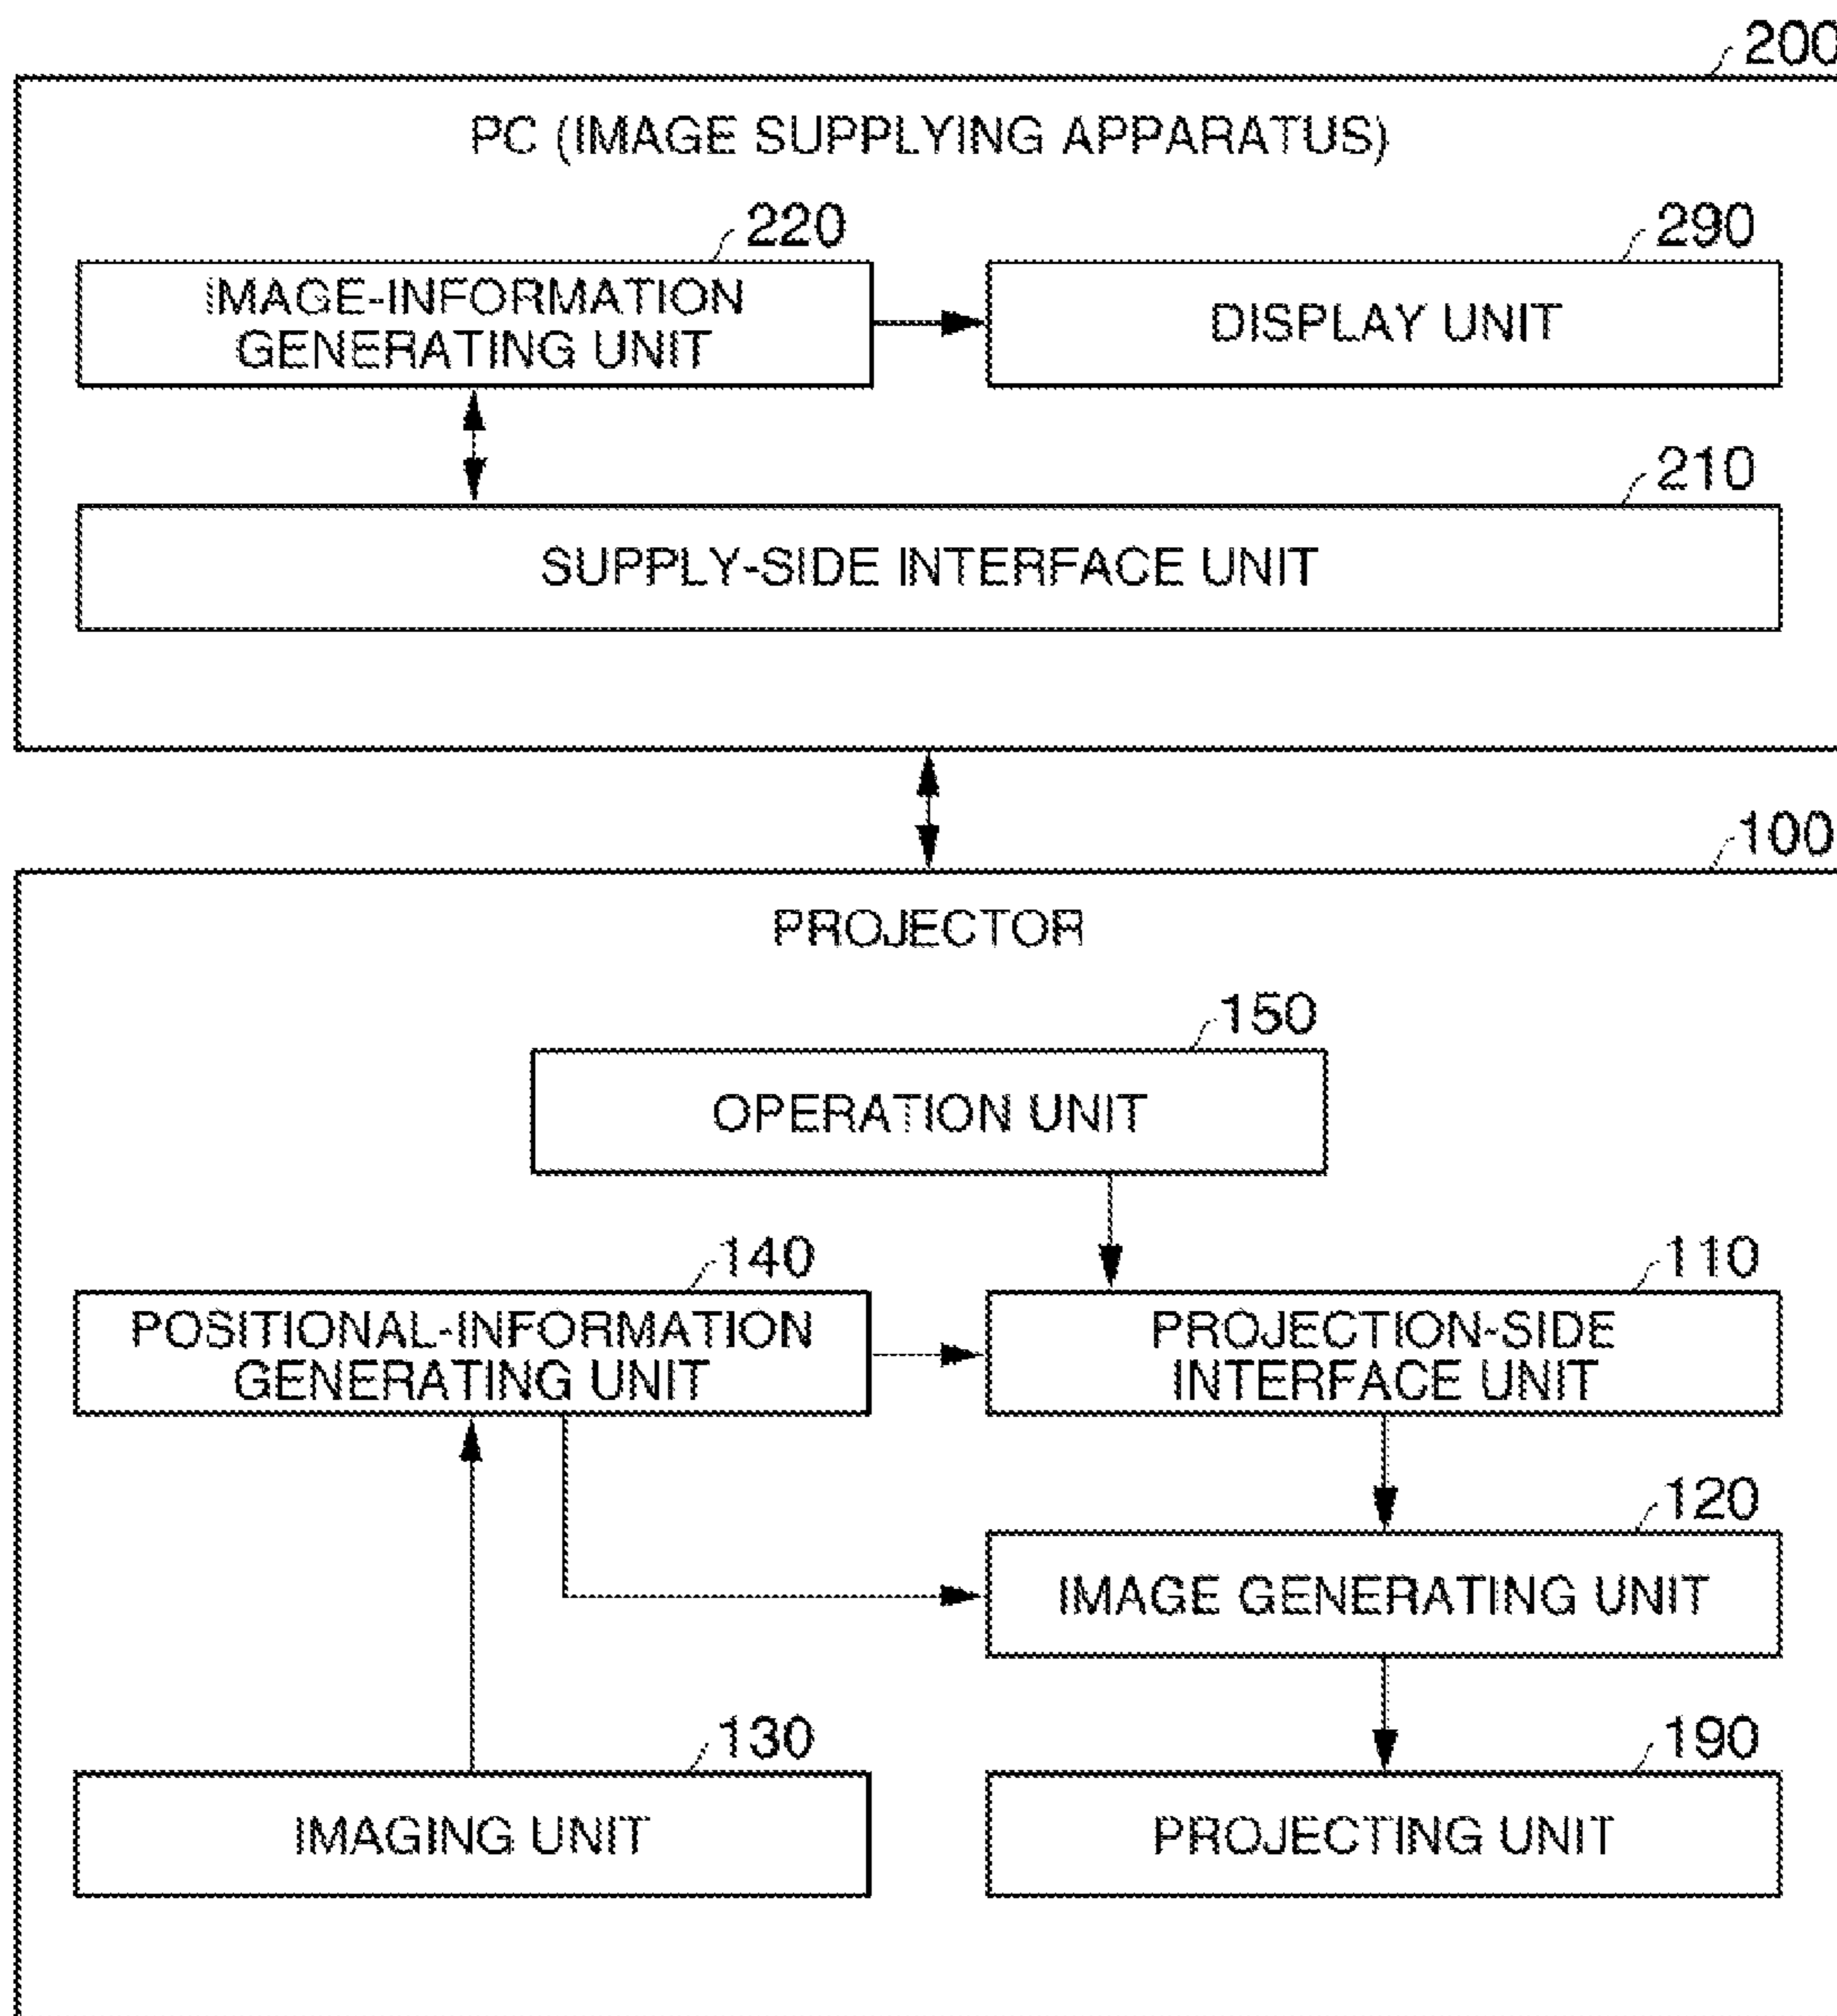 200
PC (IMAGE SUPPLYING APPARATUS)
220
290
IMAGE-INFORMATION
GENERATING UNIT
DISPLAY UNIT
210
SUPPLY-SIDE INTERFACE UNIT
100
PROJECTOR
150
OPERATION UNIT
140
110
POSITIONAL-INFORMATION
GENERATING UNIT
PROJECTION-SIDE
INTERFACE UNIT
120
IMAGE GENERATING UNIT
130
190
IMAGING UNIT
PROJECTING UNIT